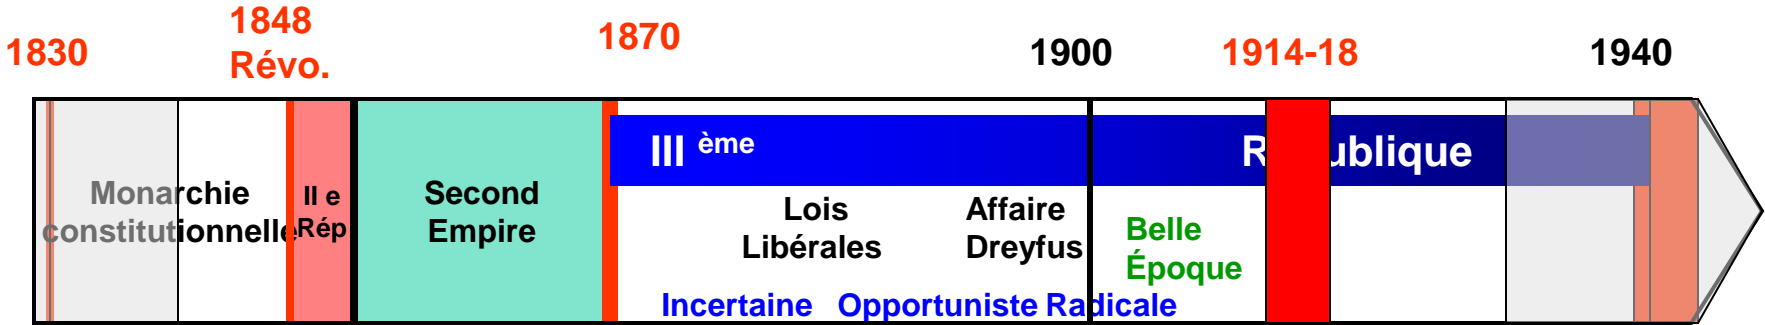 1830
1848
Révo.
1870
1900
1914-18
1940
III ème
R ublique
Monarchie
constitutionnelle
II e
Rép
Second
Empire
Lois
Libérales
Affaire
Dreyfus
Belle
Époque
Incertaine Opportuniste Radicale